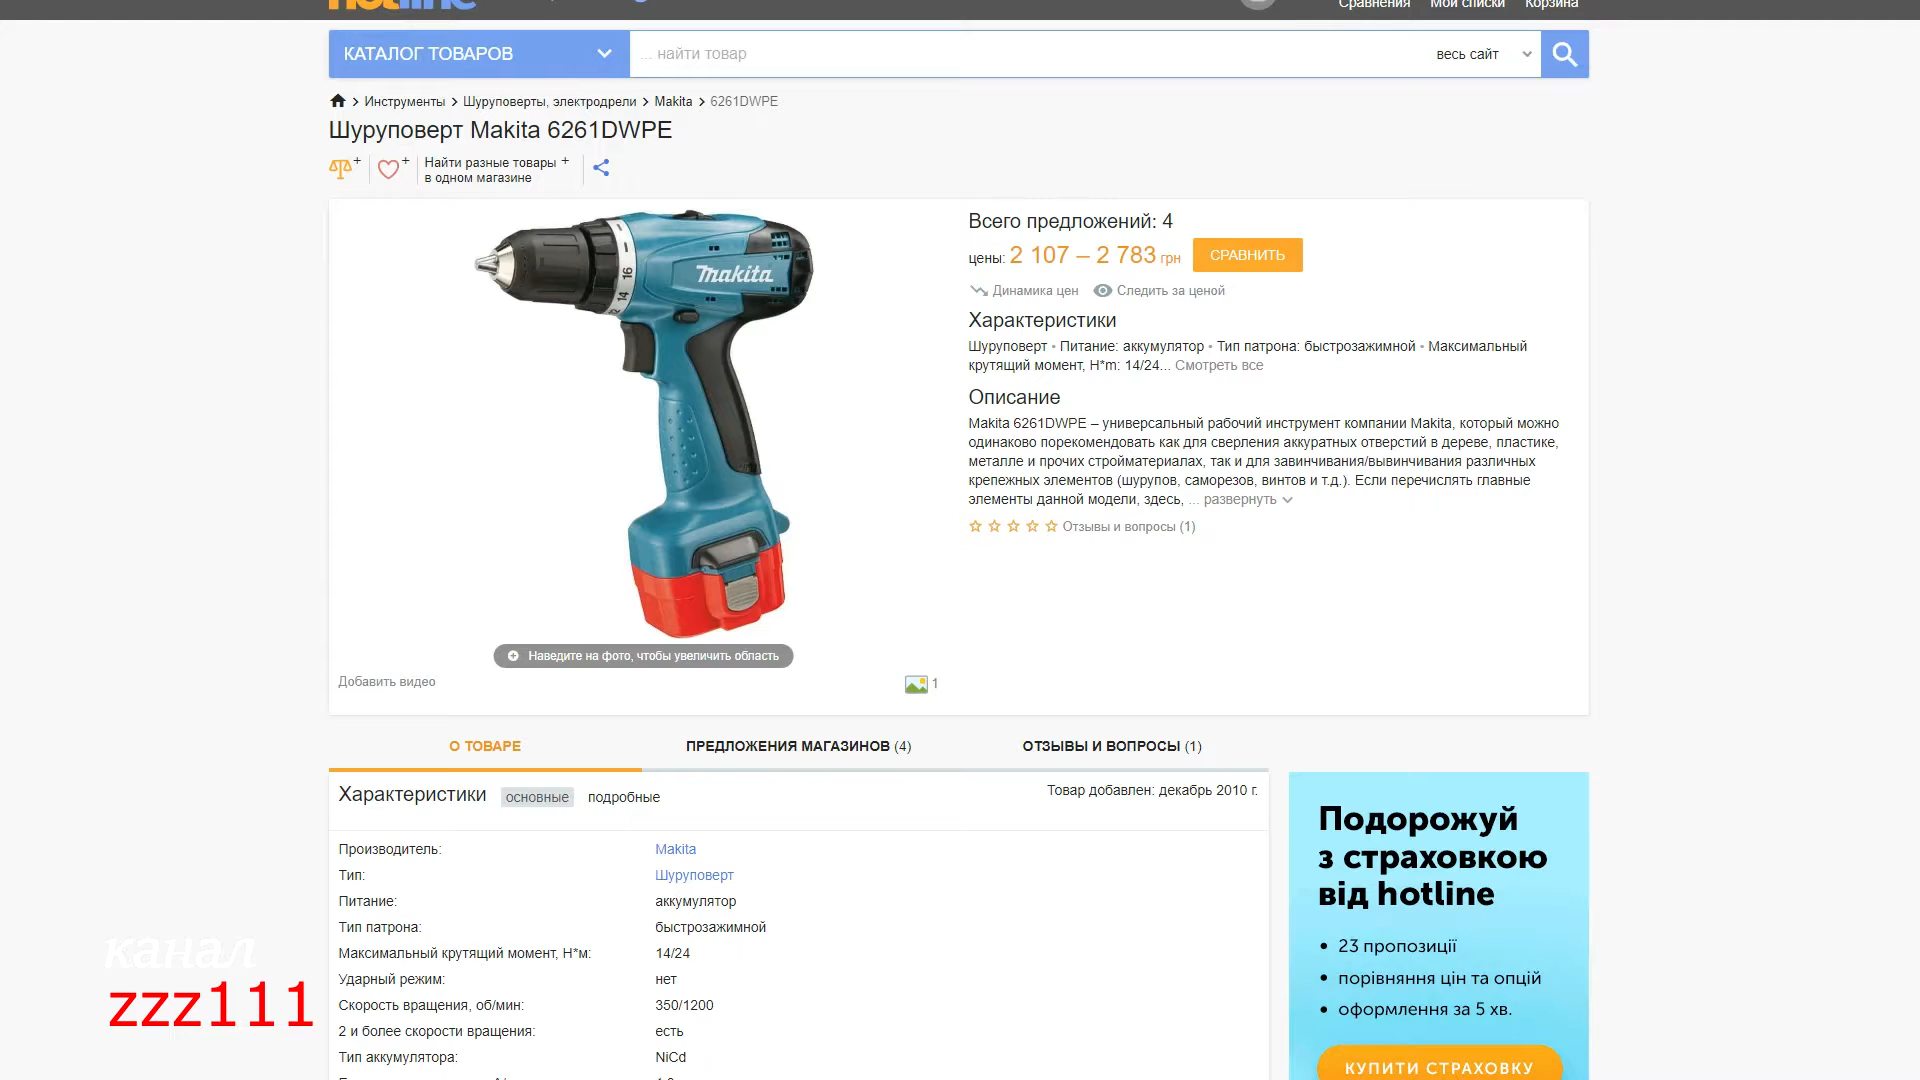 hotline
Сравнения Мои списки Корзина
КАТАЛОГ ТОВАРОВ ... найти товар весь сайт
Инструменты Шуруповерты, электродрели Makita 6261DWPE
Шуруповерт Makita 6261DWPE
Найти разные товары +
в одном магазине
Makita
16
14
Всего предложений: 4
цены: 2 107 – 2 783 грн СРАВНИТЬ
Динамика цен Следить за ценой
Характеристики
Шуруповерт • Питание: аккумулятор • Тип патрона: быстрозажимной • Максимальный
крутящий момент, Н*m: 14/24... Смотреть все
Описание
Makita 6261DWPE – универсальный рабочий инструмент компании Makita, который можно
одинаково порекомендовать как для сверления аккуратных отверстий в дереве, пластике,
металле и прочих стройматериалах, так и для завинчивания/вывинчивания различных
крепежных элементов (шурупов, саморезов, винтов и т.д.). Если перечислять главные
элементы данной модели, здесь, ... развернуть
Отзывы и вопросы (1)
Наведите на фото, чтобы увеличить область
Добавить видео 1
О ТОВАРЕ ПРЕДЛОЖЕНИЯ МАГАЗИНОВ (4) ОТЗЫВЫ И ВОПРОСЫ (1)
Характеристики основные подробные Товар добавлен: декабрь 2010 г.
Производитель: Makita
Тип: Шуруповерт
Питание: аккумулятор
Тип патрона: быстрозажимной
Максимальный крутящий момент, Н*м: 14/24
Ударный режим: нет
Скорость вращения, об/мин: 350/1200
2 и более скорости вращения: есть
Тип аккумулятора: NiCd
Подорожуй
з страховкою
від hotline
• 23 пропозиції
• порівняння цін та опцій
• оформлення за 5 хв.
КУПИТИ СТРАХОВКУ
канал
zzz111